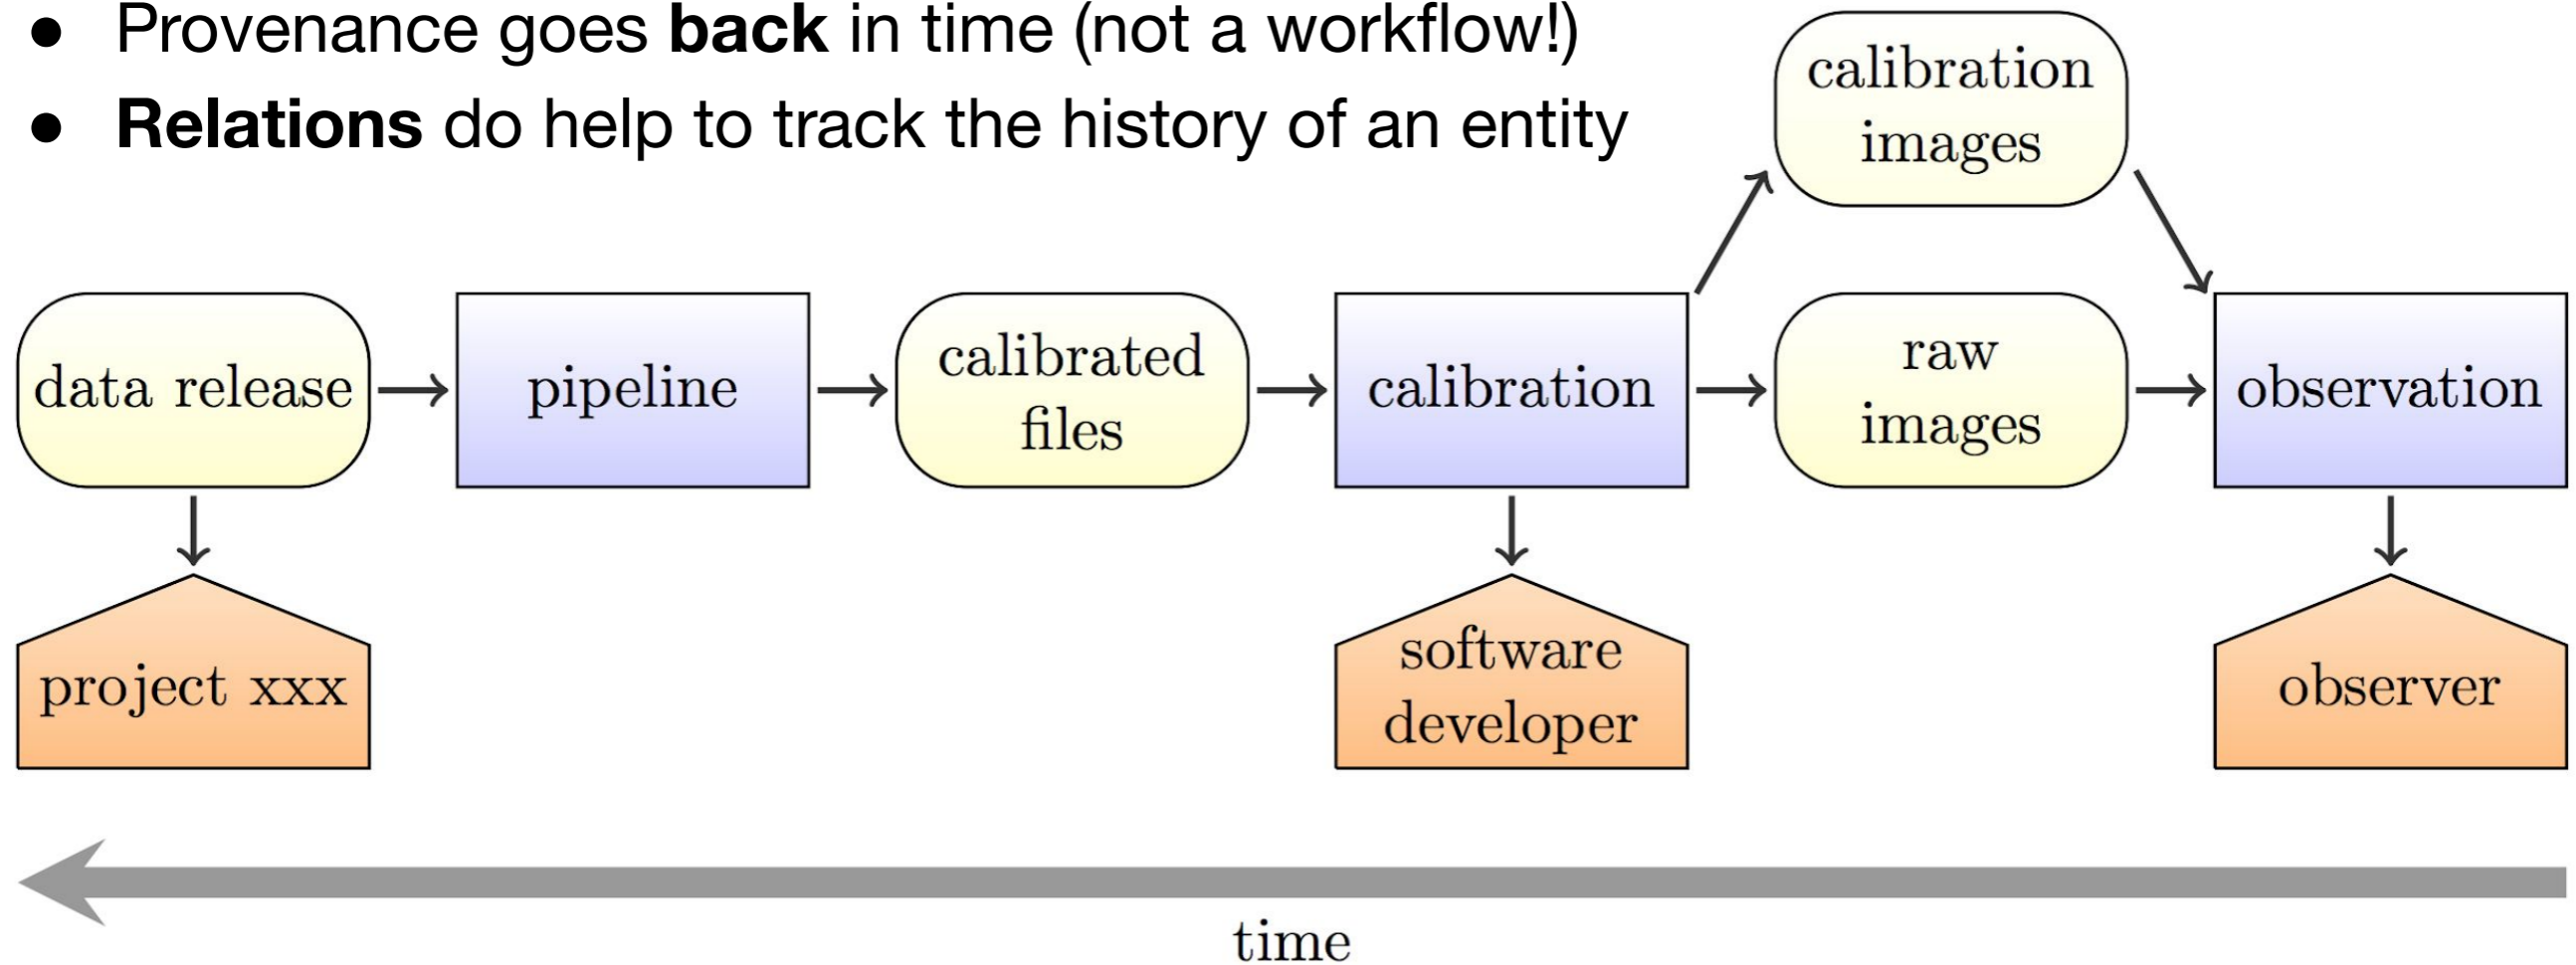 ● Provenance goes back in time (not a workflow!)
● Relations do help to track the history of an entity
calibration
images
data release
pipeline
calibrated
files
calibration
raw
images
observation
project xxx
software
developer
observer
time